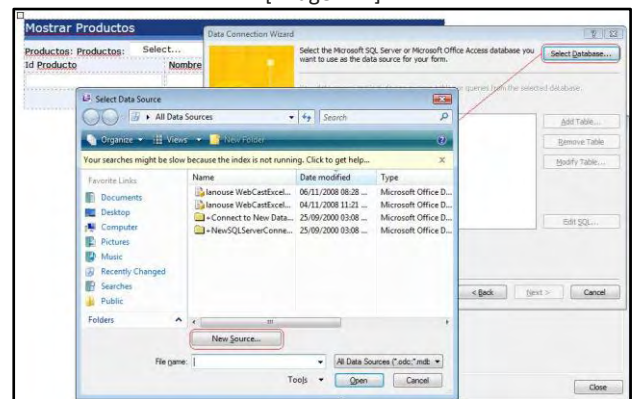 Mostrar Productos
Data Connection Wizard
Select the Microsoft SQL Server or Microsoft Office Access database you
want to use as the data source for your form.
Select Database...
Productos: Productos: Select...
Id Producto Nombre
queries from the selected database.
Select Data Source
All Data Sources
Search
Organize Views New Folder
Your searches might be slow because the index is not running. Click to get help...
Add Table...
Remove Table
Modify Table...
Edit SQL...
Favorite Links
Documents
Desktop
Computer
Pictures
Music
Recently Changed
Searches
Public
Folders
Name Date modified Type
lanouse WebCastExcel... 06/11/2008 08:28 ... Microsoft Office D...
lanouse WebCastExcel... 04/11/2008 11:21 ... Microsoft Office D...
+Connect to New Data... 25/09/2000 03:08 ... Microsoft Office D...
+NewSQLServerConne... 25/09/2000 03:08 ... Microsoft Office D...
< Back Next > Cancel
New Source...
File name: All Data Sources (*.odc;*.mdb;
Tools Open Cancel
Close